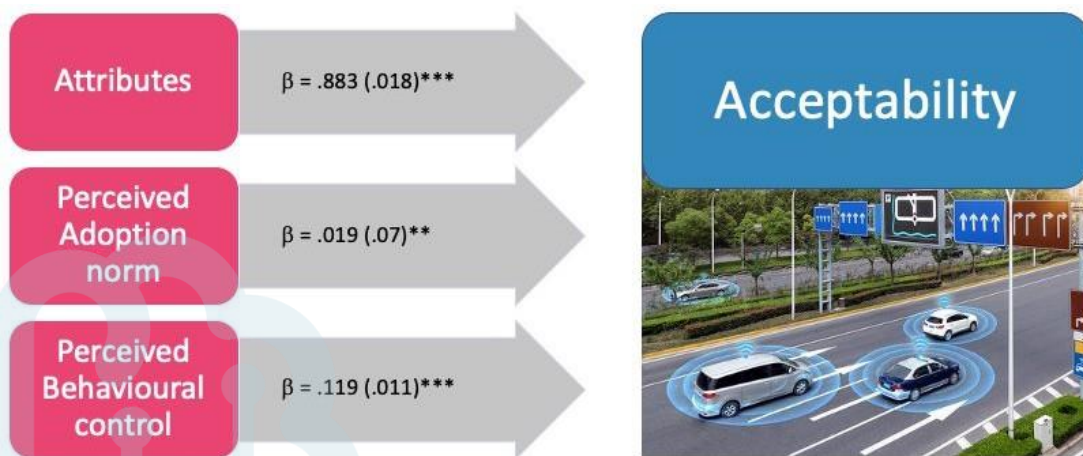 Attributes
β = .883 (.018)***
Perceived
Adoption
norm
β = .019 (.07)**
Perceived
Behavioural
control
β = .119 (.011)***
Acceptability